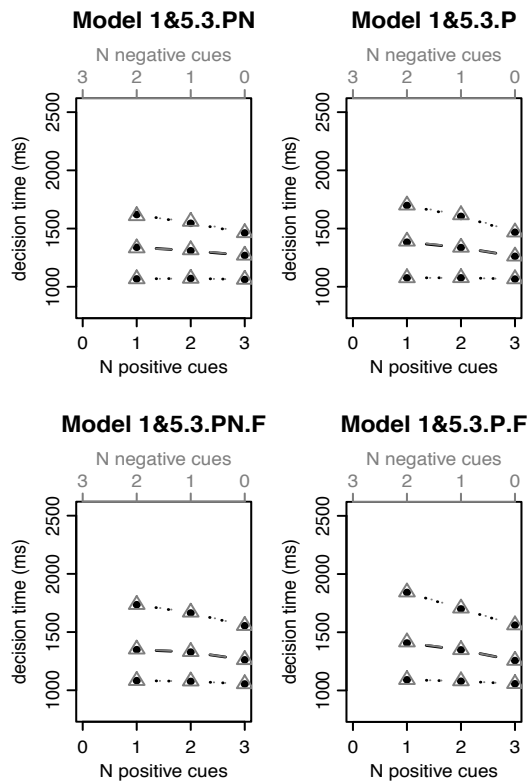 Model 1&5.3.PN
N negative cues
3 2 1 0
decision time (ms)
1000 1500 2000 2500
0 1 2 3
N positive cues
Model 1&5.3.P
N negative cues
3 2 1 0
decision time (ms)
1000 1500 2000 2500
0 1 2 3
N positive cues
Model 1&5.3.PN.F
N negative cues
3 2 1 0
decision time (ms)
1000 1500 2000 2500
0 1 2 3
N positive cues
Model 1&5.3.P.F
N negative cues
3 2 1 0
decision time (ms)
1000 1500 2000 2500
0 1 2 3
N positive cues